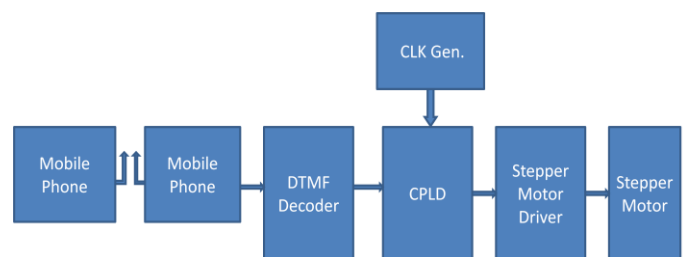 CLK Gen.
Mobile
Phone
Mobile
Phone
DTMF
Decoder
CPLD
Stepper
Motor
Driver
Stepper
Motor